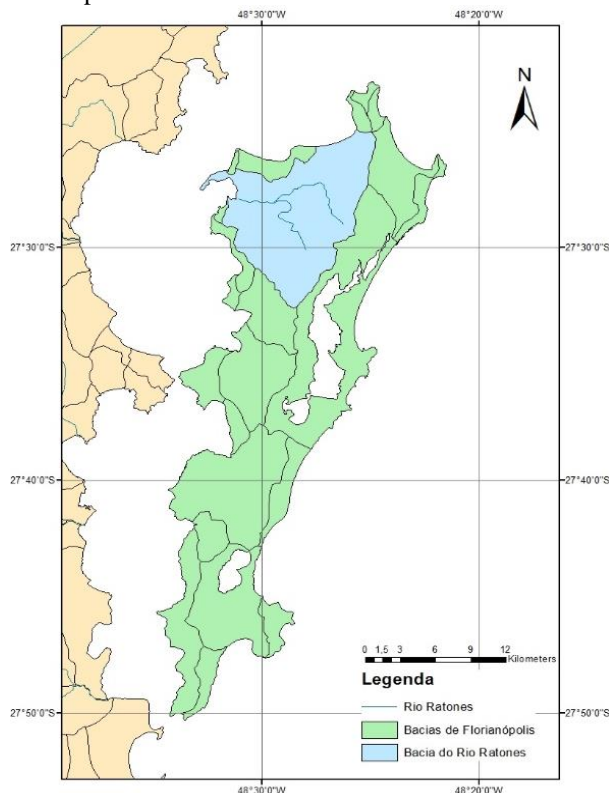 48°30'0"W 48°20'0"W
N
27°30'0"S 27°30'0"S
27°40'0"S 27°40'0"S
0 1,5 3 6 9 12
Kilometers
Legenda
Rio Ratones
Bacias de Florianópolis
Bacia do Rio Ratones
27°50'0"S 27°50'0"S
48°30'0"W 48°20'0"W